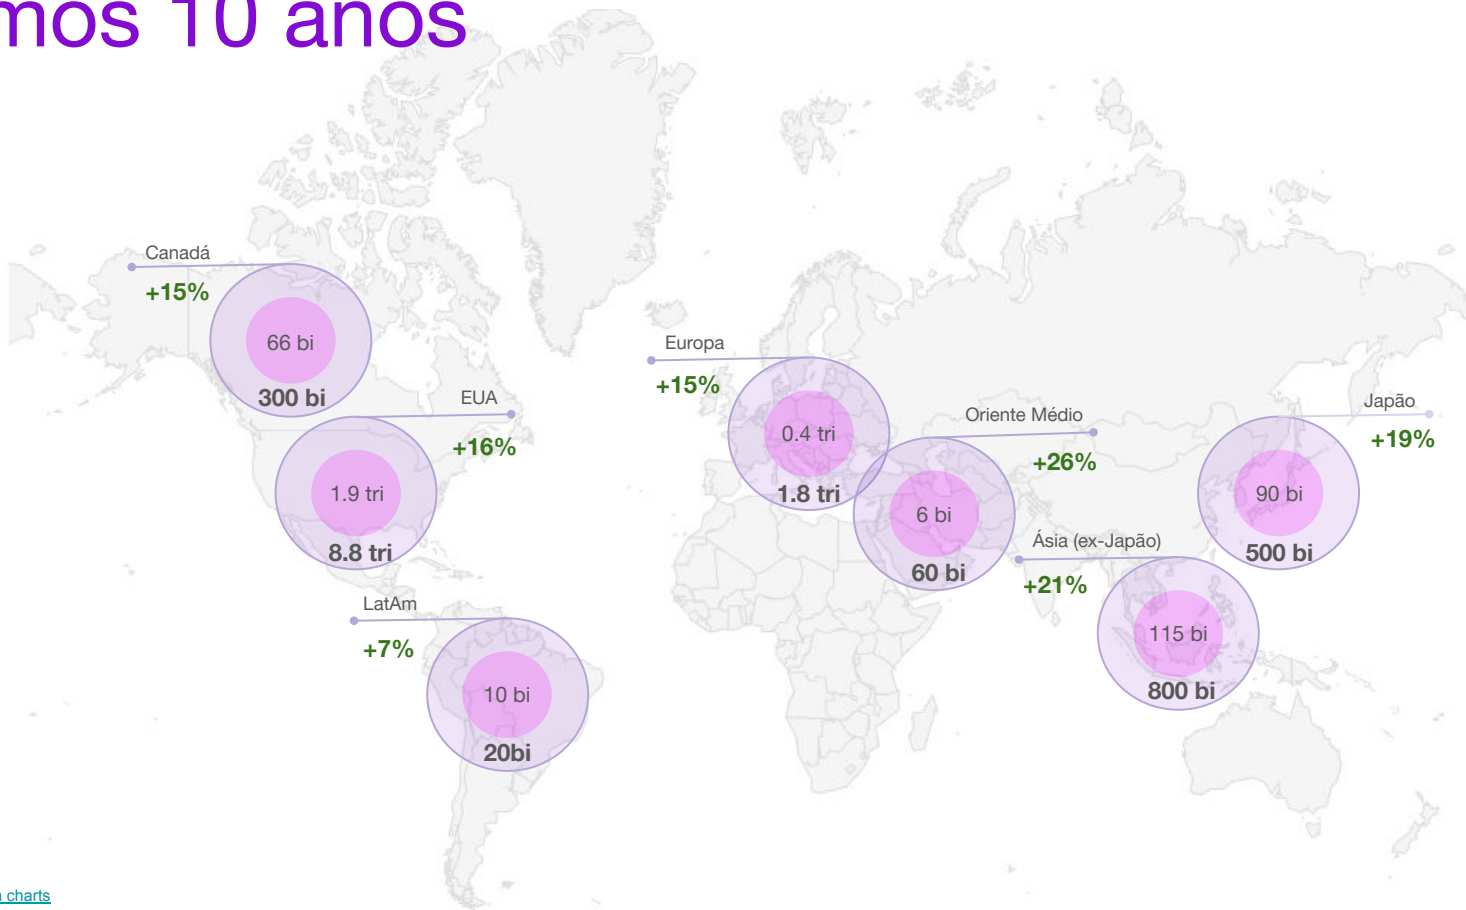 mos 10 anos
Canadá
+15%
66 bi
300 bi
EUA
+16%
1.9 tri
8.8 tri
LatAm
+7%
10 bi
20bi
Europa
+15%
0.4 tri
1.8 tri
Oriente Médio
+26%
6 bi
60 bi
Ásia (ex-Japão)
+21%
115 bi
800 bi
Japão
+19%
90 bi
500 bi
charts